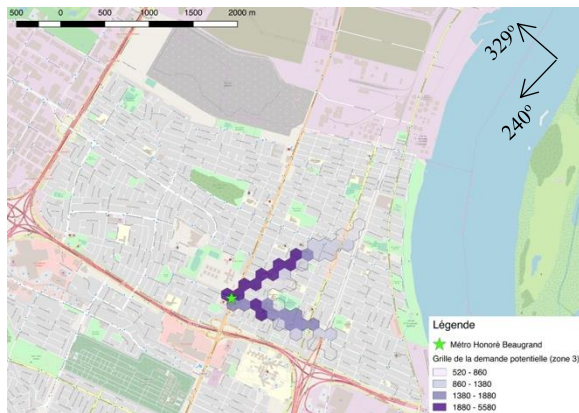 500 0 500 1000 1500 2000 m
329°
240°
Légende
Métro Honoré Beaugrand
Grille de la demande potentielle (zone 3)
520 - 860
860 - 1380
1380 - 1880
1880 - 5580